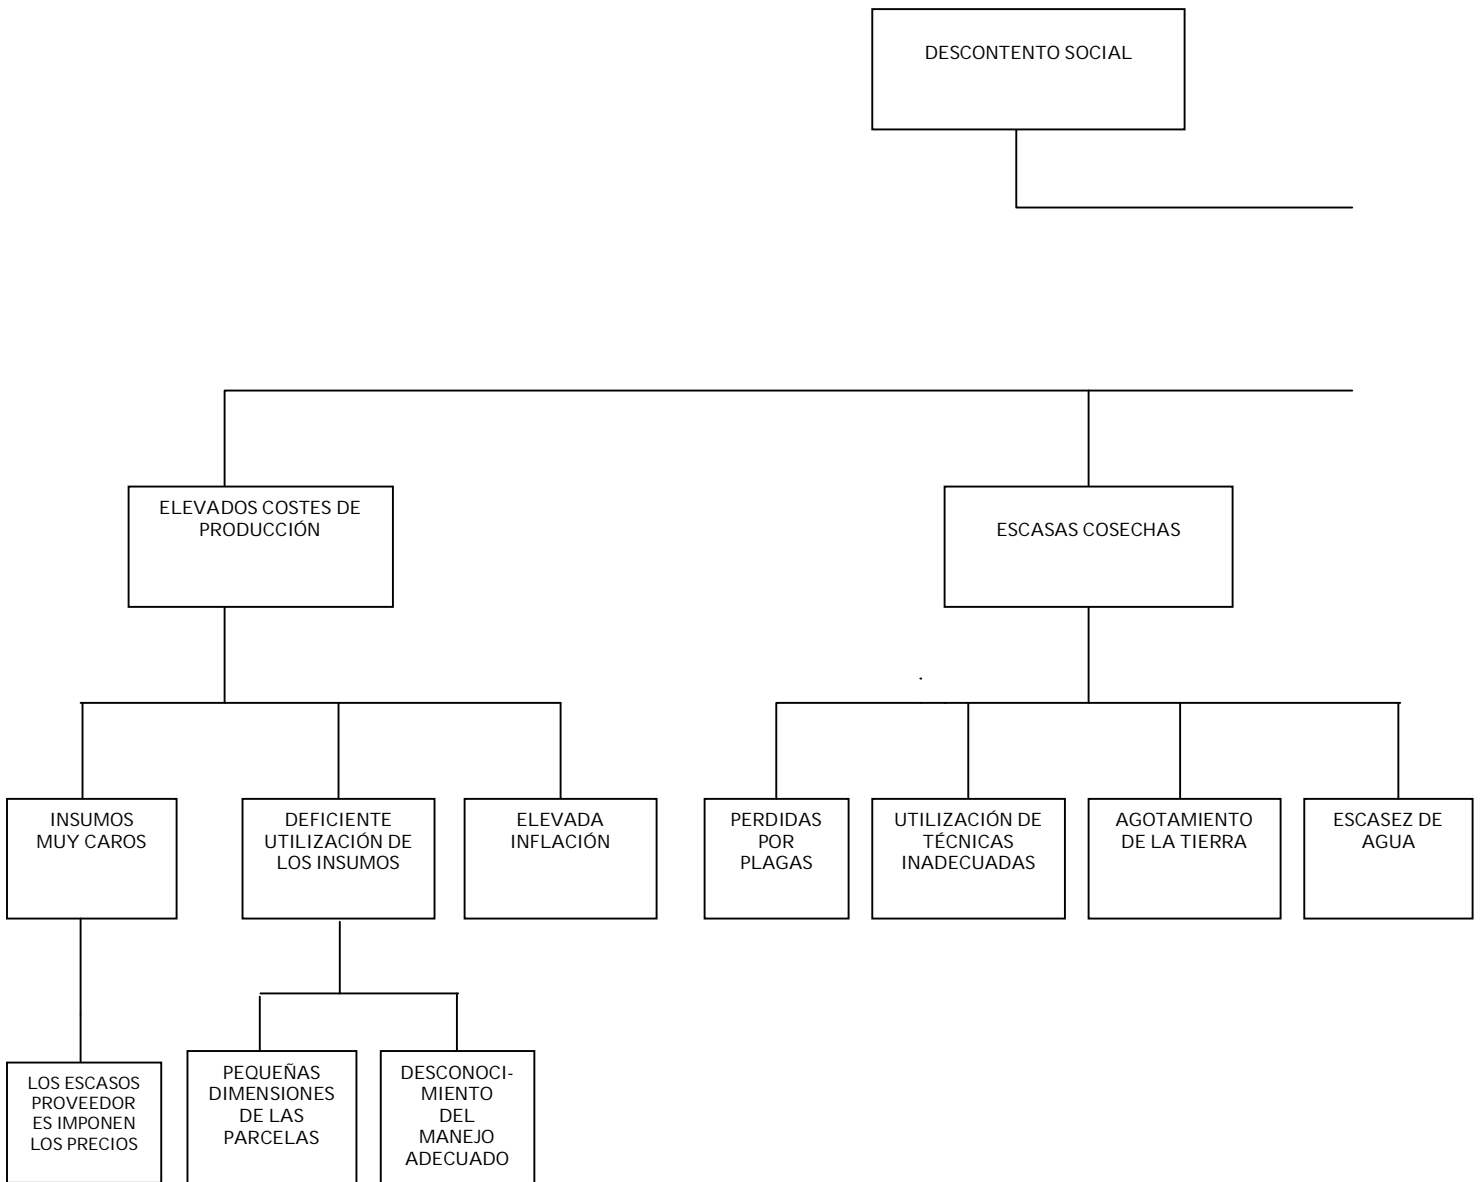 DESCONTENTO SOCIAL
ELEVADOS COSTES DE
PRODUCCIÓN
ESCASAS COSECHAS
INSUMOS
MUY CAROS
DEFICIENTE
UTILIZACIÓN DE
LOS INSUMOS
ELEVADA
INFLACIÓN
PERDIDAS
POR
PLAGAS
UTILIZACIÓN DE
TÉCNICAS
INADECUADAS
AGOTAMIENTO
DE LA TIERRA
ESCASEZ DE
AGUA
LOS ESCASOS
PROVEEDOR
ES IMPONEN
LOS PRECIOS
PEQUEÑAS
DIMENSIONES
DE LAS
PARCELAS
DESCONOCI-
MIENTO
DEL
MANEJO
ADECUADO